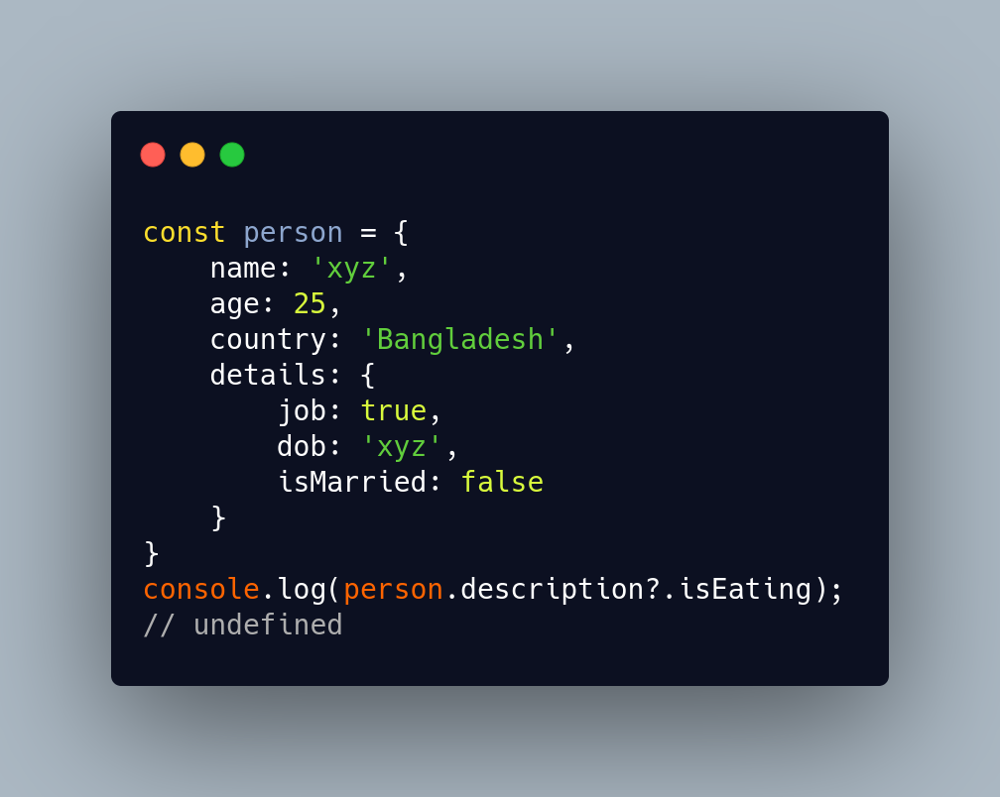 const person = {
    name: 'xyz',
    age: 25,
    country: 'Bangladesh',
    details: {
        job: true,
        dob: 'xyz',
        isMarried: false
    }
}
console.log(person.description?.isEating);
// undefined